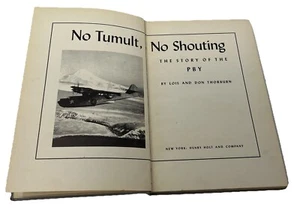 No Tumult, No Shouting
THE STORY OF THE
PBY
BY LOIS AND DON THORBURN
NEW YORK: HENRY HOLT AND COMPANY